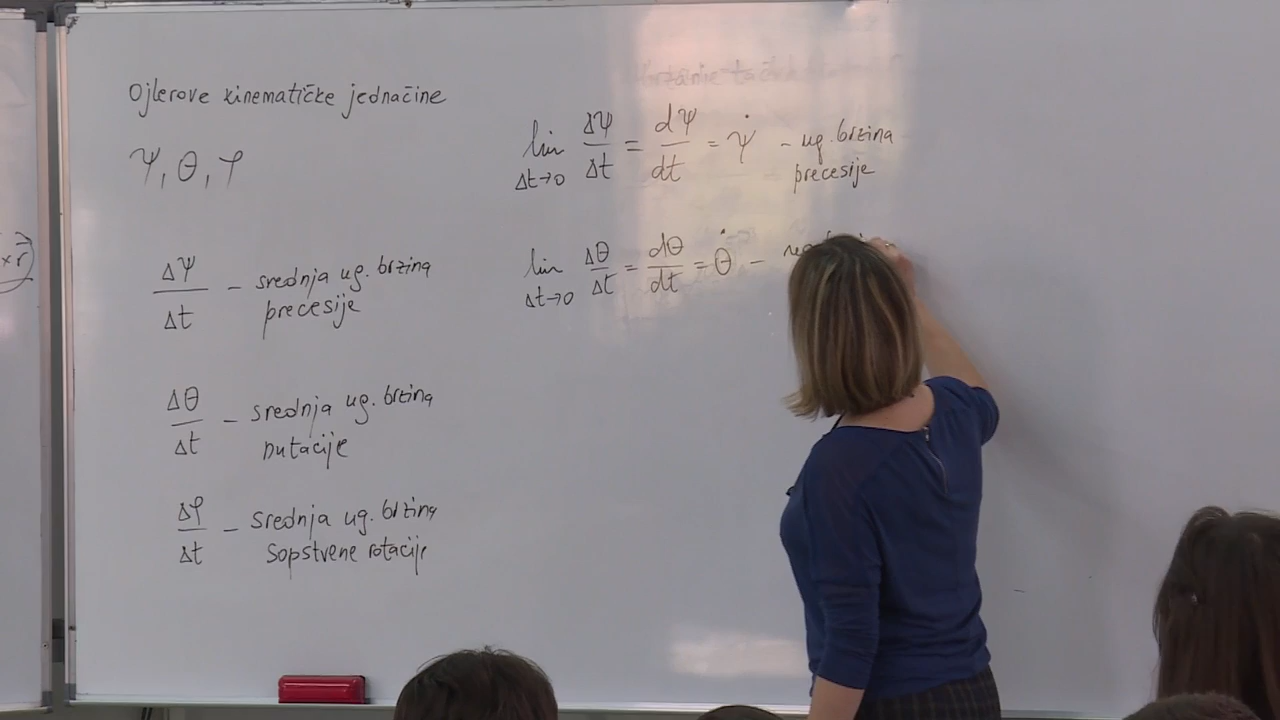 Ojlerove kinematičke jednačine
Ψ, θ, φ
ΔΨ/Δt – srednja ug. brzina
precesije
Δθ/Δt – srednja ug. brzina
nutacije
Δφ/Δt – srednja ug. brzina
sopstvene rotacije
lim Δt→0 ΔΨ/Δt = dΨ/dt = Ψ̇ – ug. brzina
precesije
lim Δt→0 Δθ/Δt = dθ/dt = θ̇ –
×r⃗)